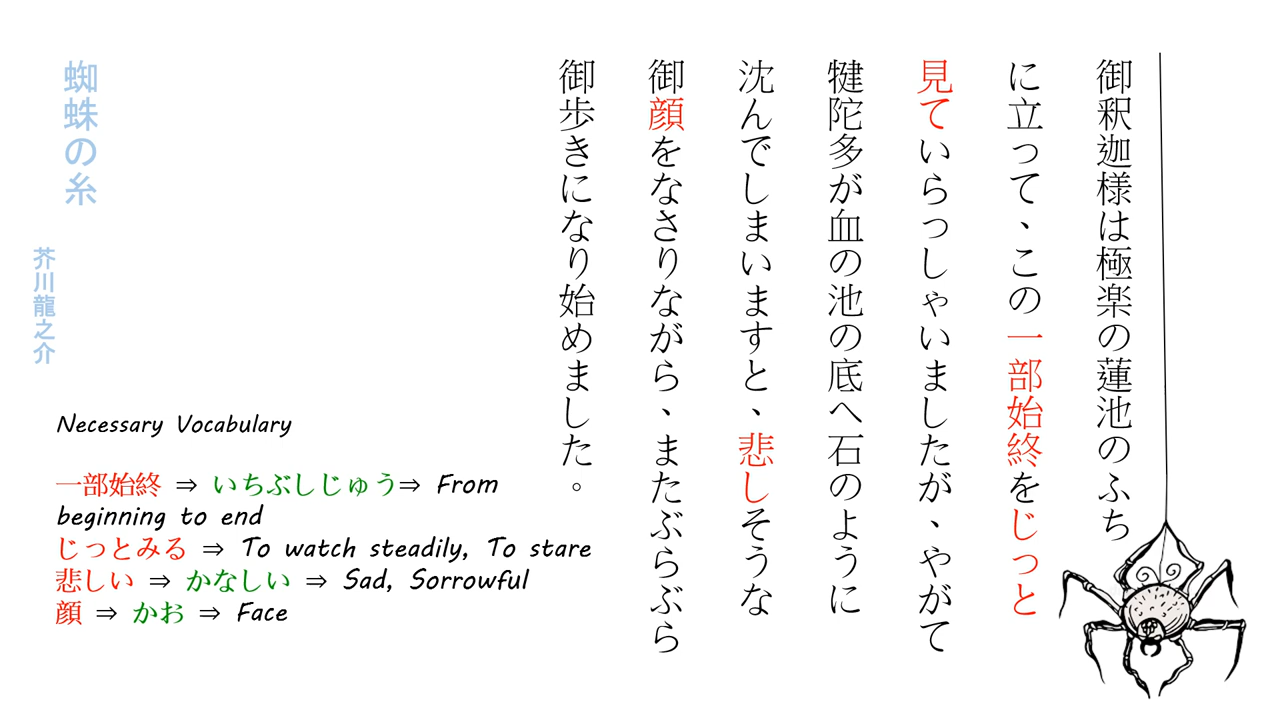 御釈迦様は極楽の蓮池のふち
に立って、この一部始終をじっと
見ていらっしゃいましたが、やがて
犍陀多が血の池の底へ石のように
沈んでしまいますと、悲しそうな
御顔をなさりながら、またぶらぶら
御歩きになり始めました。
蜘蛛の糸
芥川龍之介
Necessary Vocabulary
一部始終 ⇒ いちぶしじゅう⇒ From
beginning to end
じっとみる ⇒ To watch steadily, To stare
悲しい ⇒ かなしい ⇒ Sad, Sorrowful
顔 ⇒ かお ⇒ Face